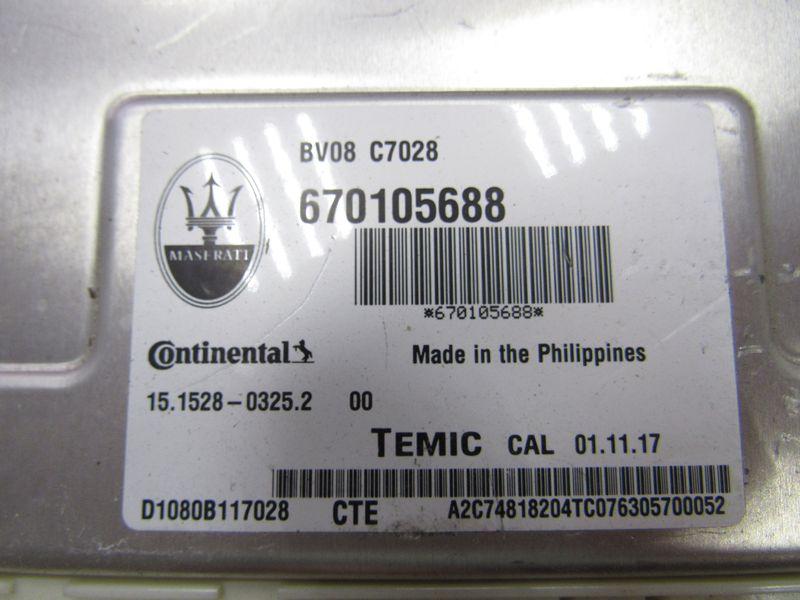 BV08 C7028
670105688
MASERATI
*670105688*
Continental
Made in the Philippines
15.1528-0325.2 00
TEMIC CAL 01.11.17
D1080B117028 CTE A2C74818204TC076305700052